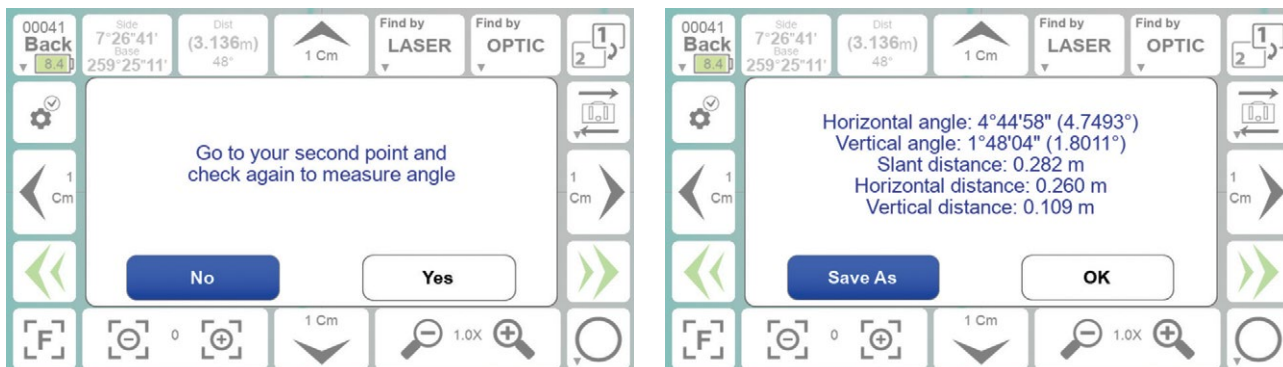 00041
Back
8.4
Side
7°26"41'
Base
259°25"11'
Dist
(3.136m)
48°
1 Cm
Find by
LASER
Find by
OPTIC
1
2
1
Cm
Go to your second point and
check again to measure angle
1
Cm
No
Yes
F
0
1 Cm
1.0X
00041
Back
8.4
Side
7°26"41'
Base
259°25"11'
Dist
(3.136m)
48°
1 Cm
Find by
LASER
Find by
OPTIC
1
2
1
Cm
Horizontal angle: 4°44'58" (4.7493°)
Vertical angle: 1°48'04" (1.8011°)
Slant distance: 0.282 m
Horizontal distance: 0.260 m
Vertical distance: 0.109 m
1
Cm
Save As
OK
F
0
1 Cm
1.0X